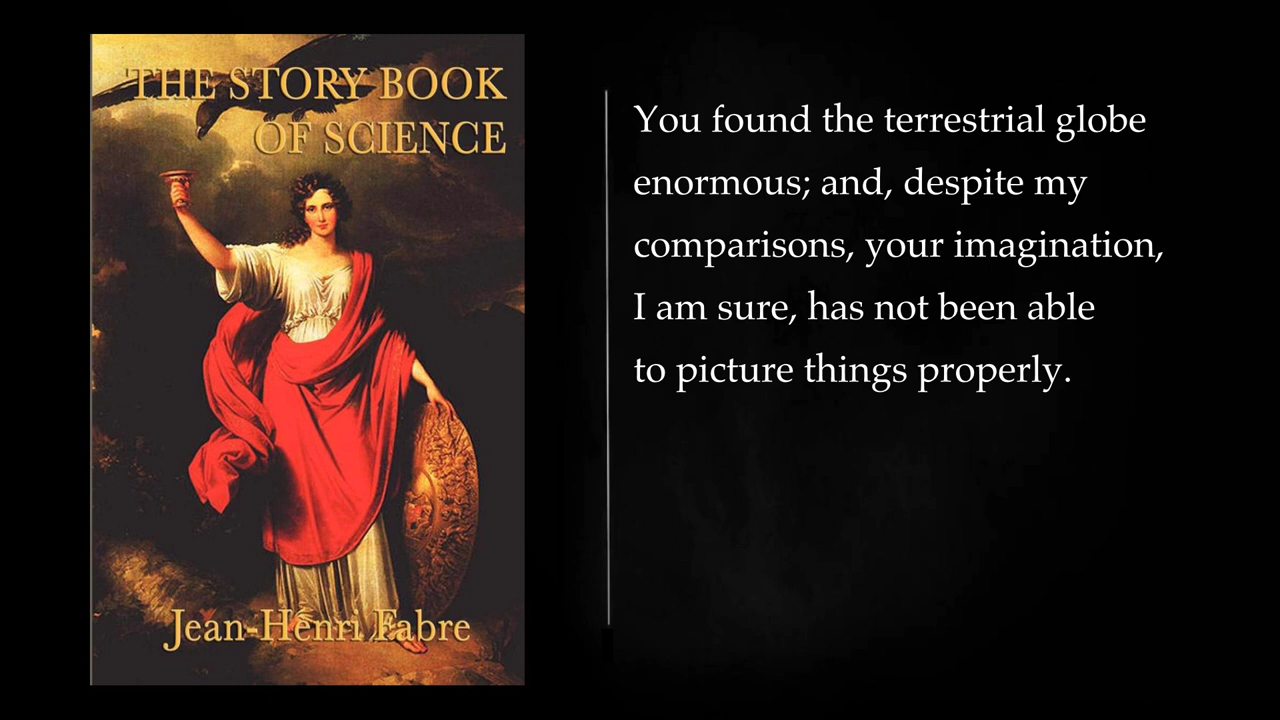 THE STORY BOOK
OF SCIENCE
Jean-Henri Fabre
You found the terrestrial globe
enormous; and, despite my
comparisons, your imagination,
I am sure, has not been able
to picture things properly.